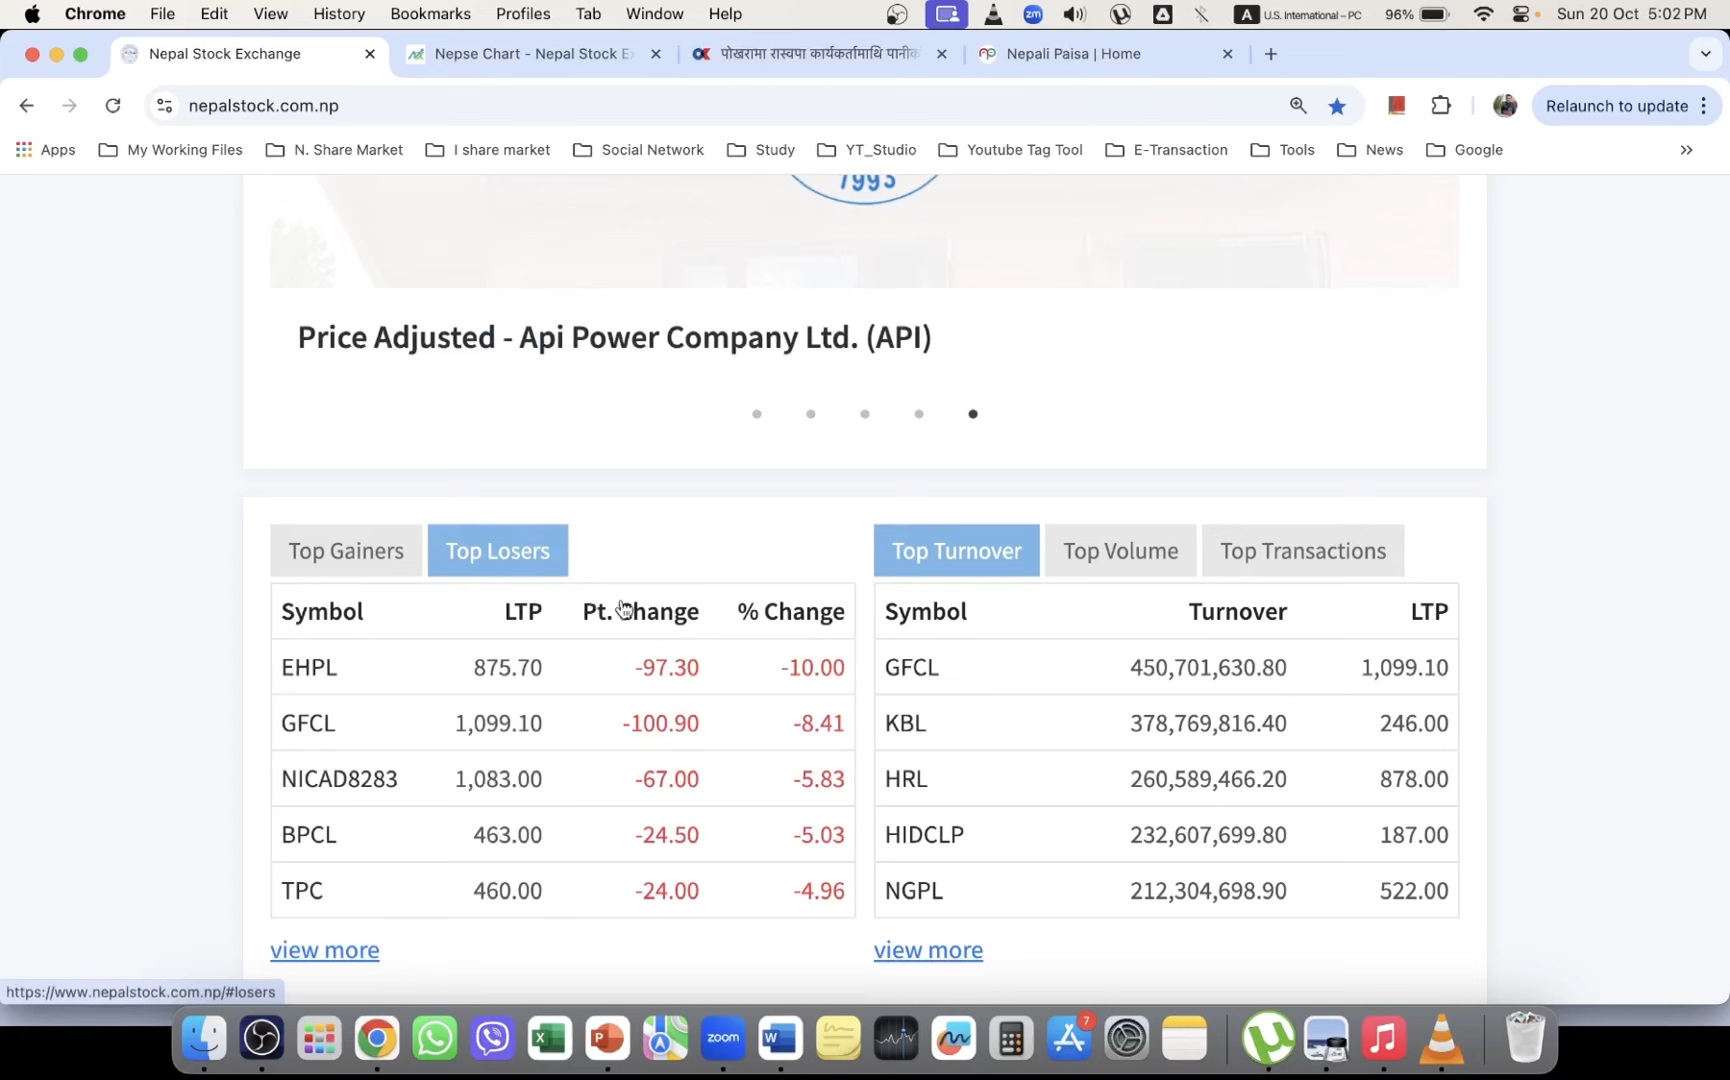 Chrome File Edit View History Bookmarks Profiles Tab Window Help zm A U.S. International – PC 96% Sun 20 Oct 5:02 PM
Nepal Stock Exchange Nepse Chart - Nepal Stock E पोखरामा रास्वपा कार्यकर्तामाथि पानीक Nepali Paisa | Home
nepalstock.com.np Relaunch to update
Apps My Working Files N. Share Market I share market Social Network Study YT_Studio Youtube Tag Tool E-Transaction Tools News Google
1993
Price Adjusted - Api Power Company Ltd. (API)
Top Gainers Top Losers Top Turnover Top Volume Top Transactions
Symbol LTP Pt. Change % Change Symbol Turnover LTP
EHPL 875.70 -97.30 -10.00 GFCL 450,701,630.80 1,099.10
GFCL 1,099.10 -100.90 -8.41 KBL 378,769,816.40 246.00
NICAD8283 1,083.00 -67.00 -5.83 HRL 260,589,466.20 878.00
BPCL 463.00 -24.50 -5.03 HIDCLP 232,607,699.80 187.00
TPC 460.00 -24.00 -4.96 NGPL 212,304,698.90 522.00
view more view more
https://www.nepalstock.com.np/#losers
zoom 7